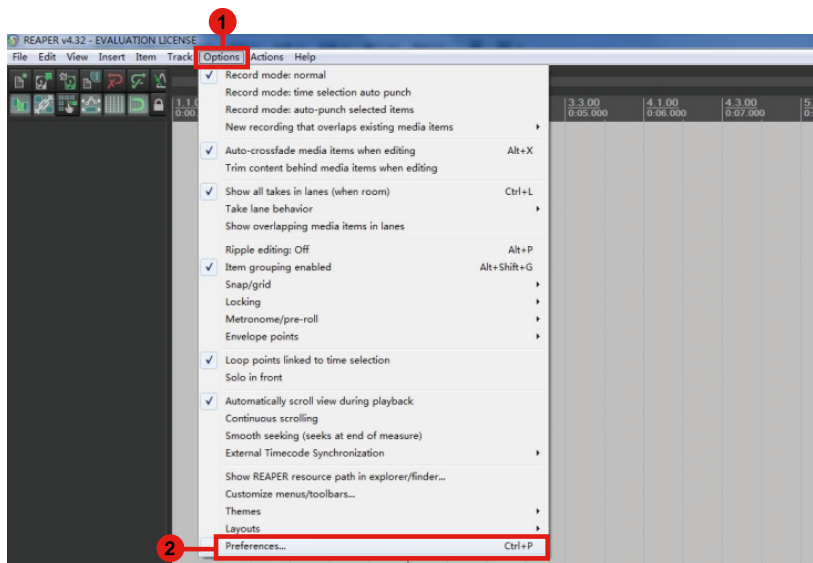 1
REAPER v4.32 - EVALUATION LICENSE
File Edit View Insert Item Track Options Actions Help
Record mode: normal
Record mode: time selection auto punch
Record mode: auto-punch selected items
New recording that overlaps existing media items
3.3.00 4.1.00 4.3.00
0:05.000 0:06.000 0:07.000
Auto-crossfade media items when editing Alt+X
Trim content behind media items when editing
Show all takes in lanes (when room) Ctrl+L
Take lane behavior
Show overlapping media items in lanes
Ripple editing: Off Alt+P
Item grouping enabled Alt+Shift+G
Snap/grid
Locking
Metronome/pre-roll
Envelope points
Loop points linked to time selection
Solo in front
Automatically scroll view during playback
Continuous scrolling
Smooth seeking (seeks at end of measure)
External Timecode Synchronization
Show REAPER resource path in explorer/finder...
Customize menus/toolbars...
Themes
Layouts
2 Preferences... Ctrl+P